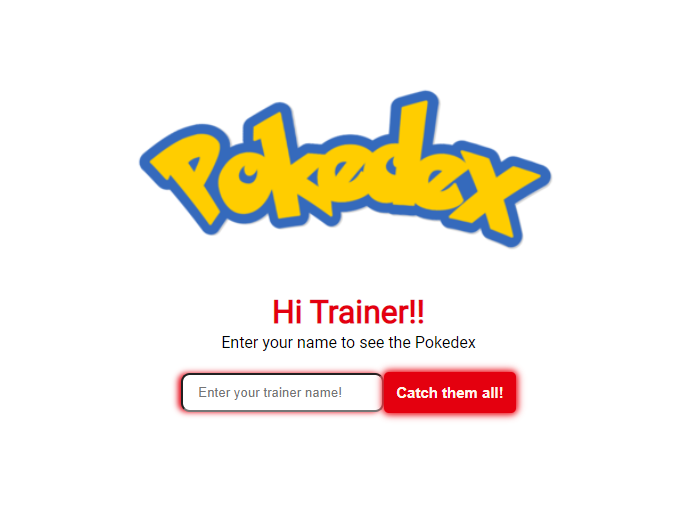 Pokedex
Hi Trainer!!
Enter your name to see the Pokedex
Enter your trainer name!
Catch them all!